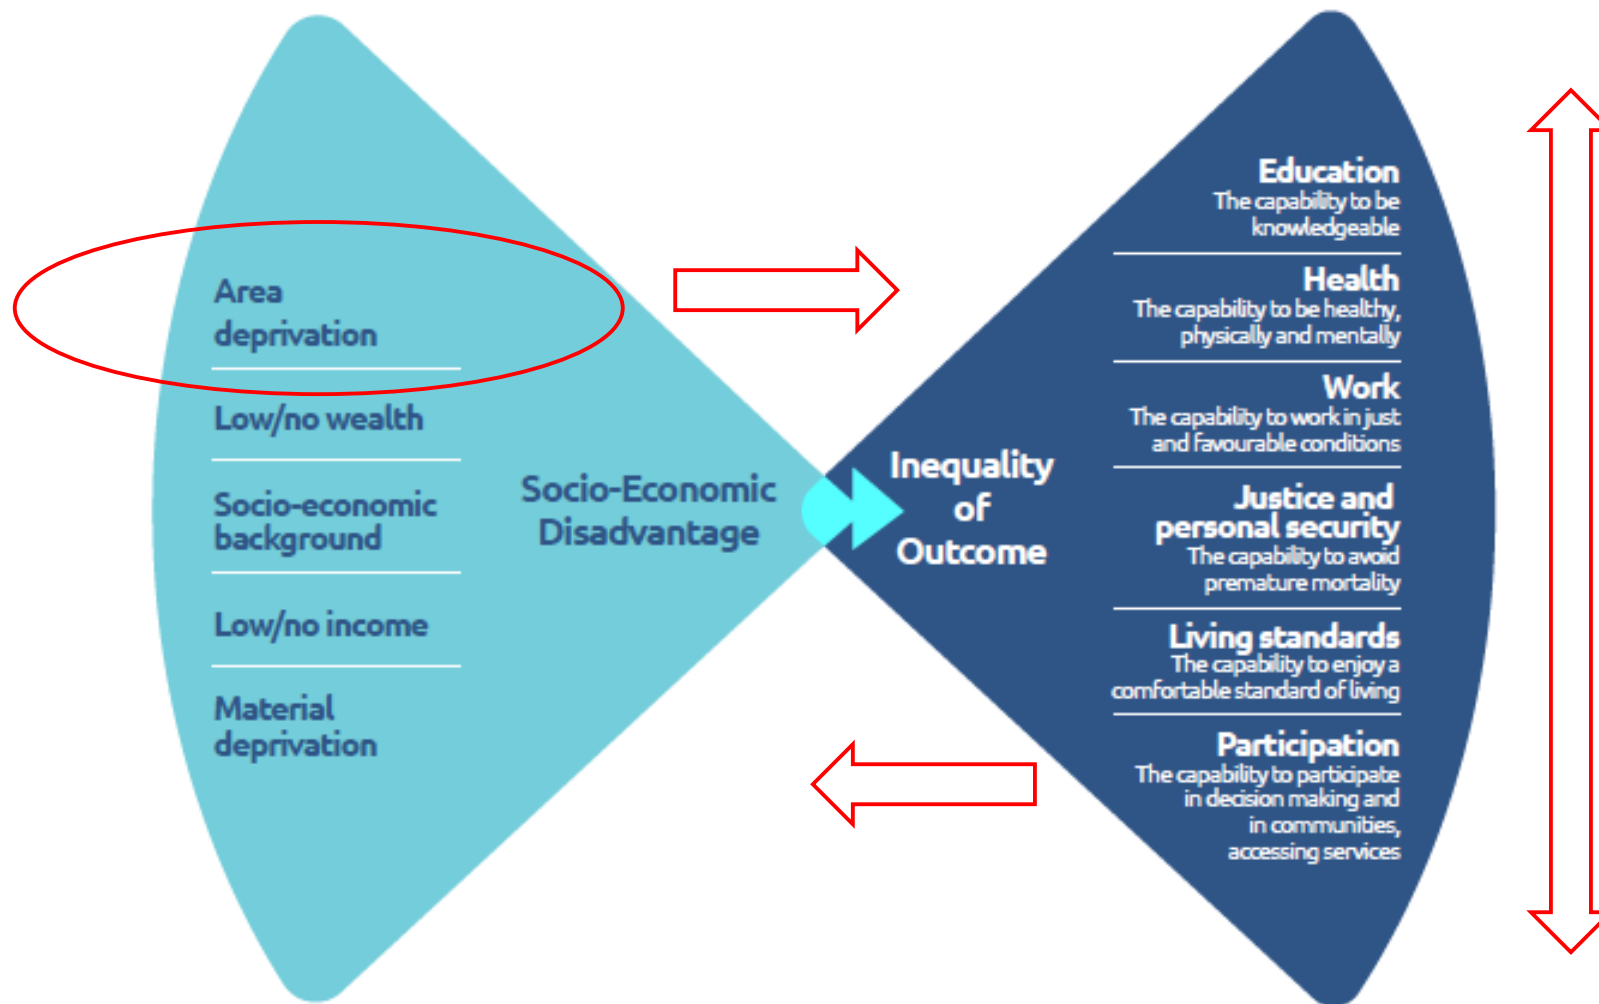 Area
deprivation
Low/no wealth
Socio-economic
background
Low/no income
Material
deprivation
Socio-Economic
Disadvantage
Inequality
of
Outcome
Education
The capability to be
knowledgeable
Health
The capability to be healthy,
physically and mentally
Work
The capability to work in just
and favourable conditions
Justice and
personal security
The capability to avoid
premature mortality
Living standards
The capability to enjoy a
comfortable standard of living
Participation
The capability to participate
in decision making and
in communities,
accessing services